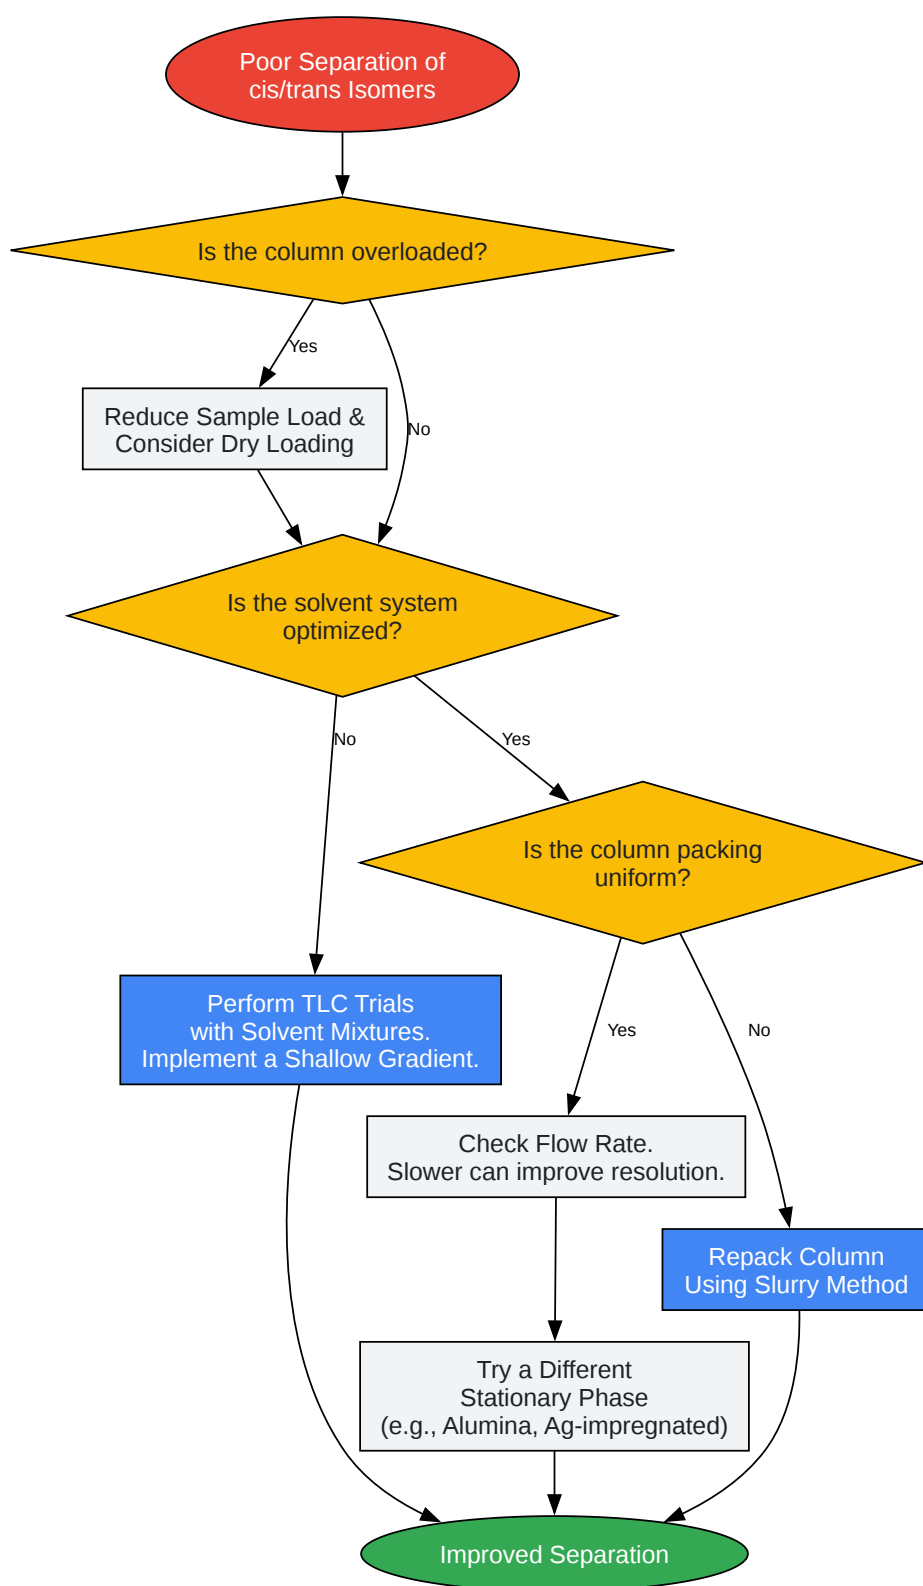 Poor Separation of
cis/trans Isomers
Is the column overloaded?
Yes
Reduce Sample Load &
Consider Dry Loading
No
Is the solvent system
optimized?
No
Yes
Is the column packing
uniform?
Perform TLC Trials
with Solvent Mixtures.
Implement a Shallow Gradient.
Yes
No
Check Flow Rate.
Slower can improve resolution.
Repack Column
Using Slurry Method
Try a Different
Stationary Phase
(e.g., Alumina, Ag-impregnated)
Improved Separation